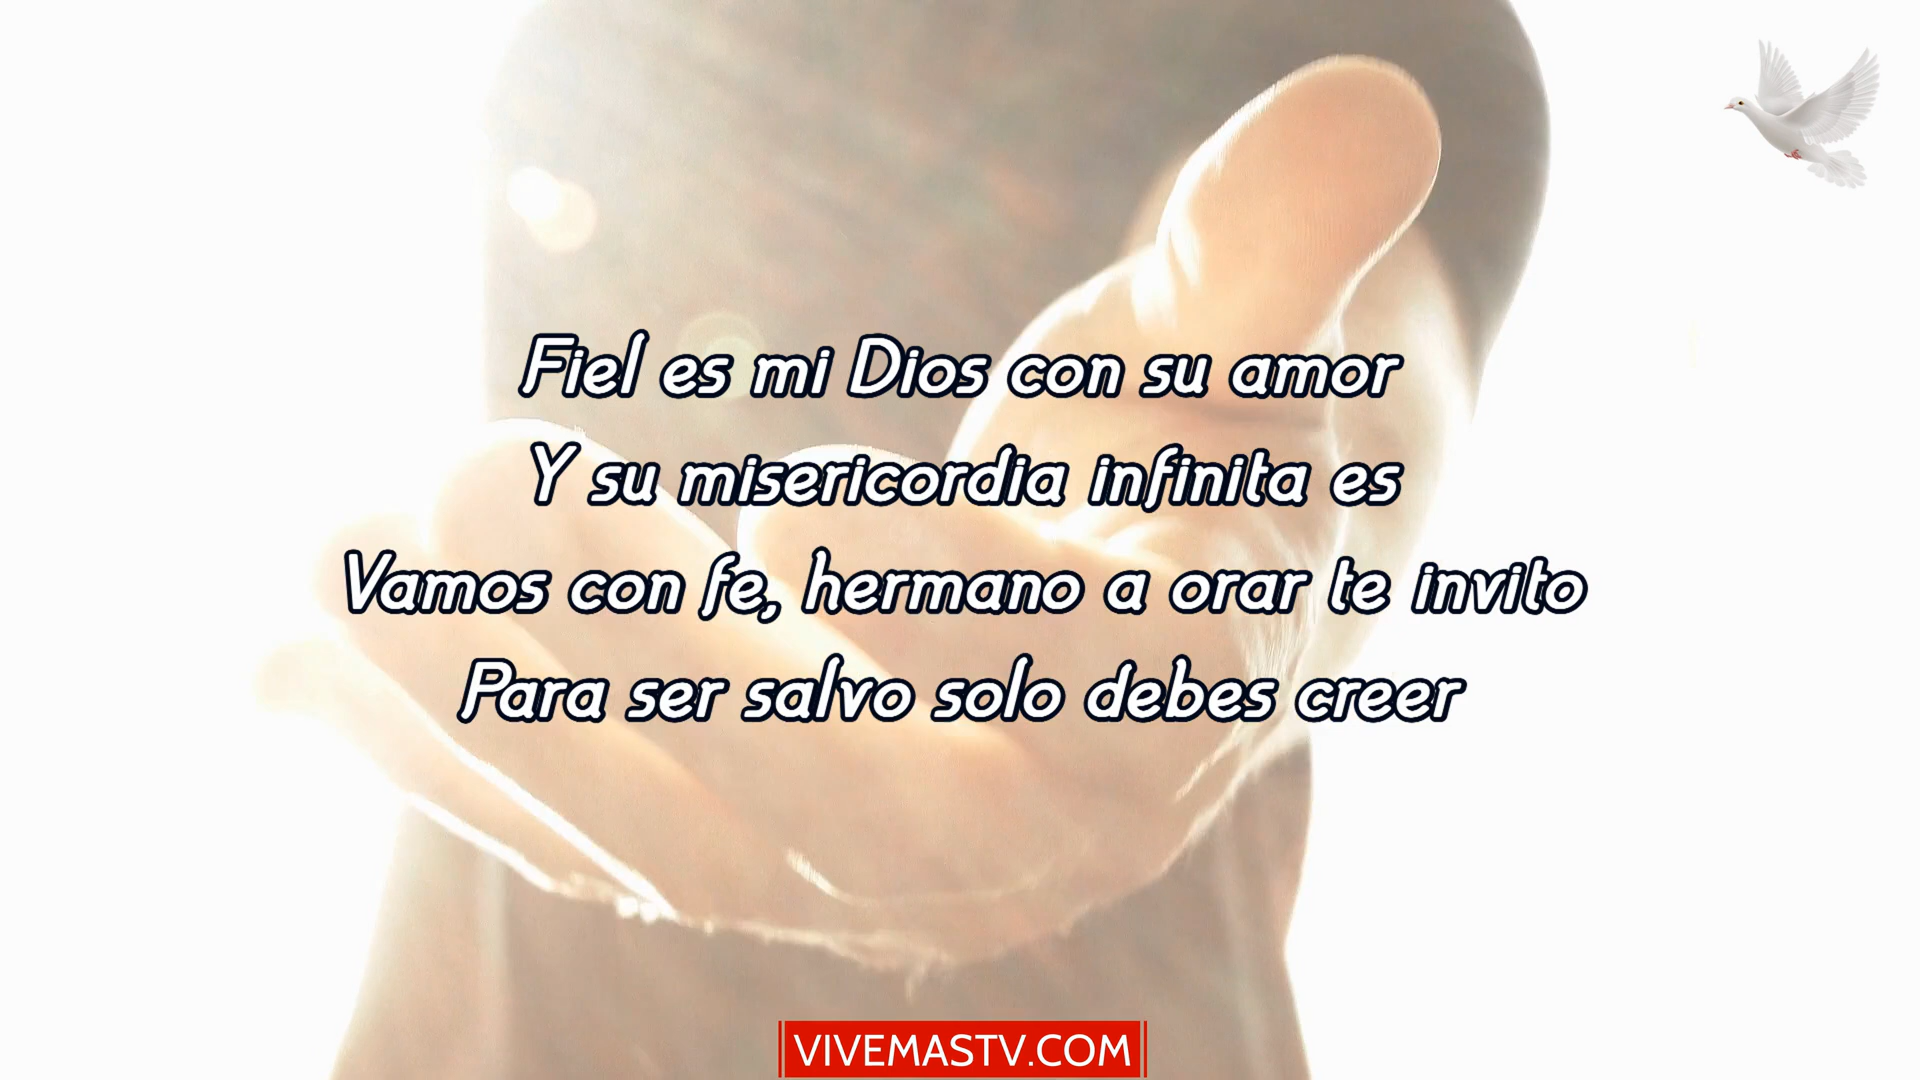 Fiel es mi Dios con su amor
Y su misericordia infinita es
Vamos con fe, hermano a orar te invito
Para ser salvo solo debes creer
VIVEMASTV.COM